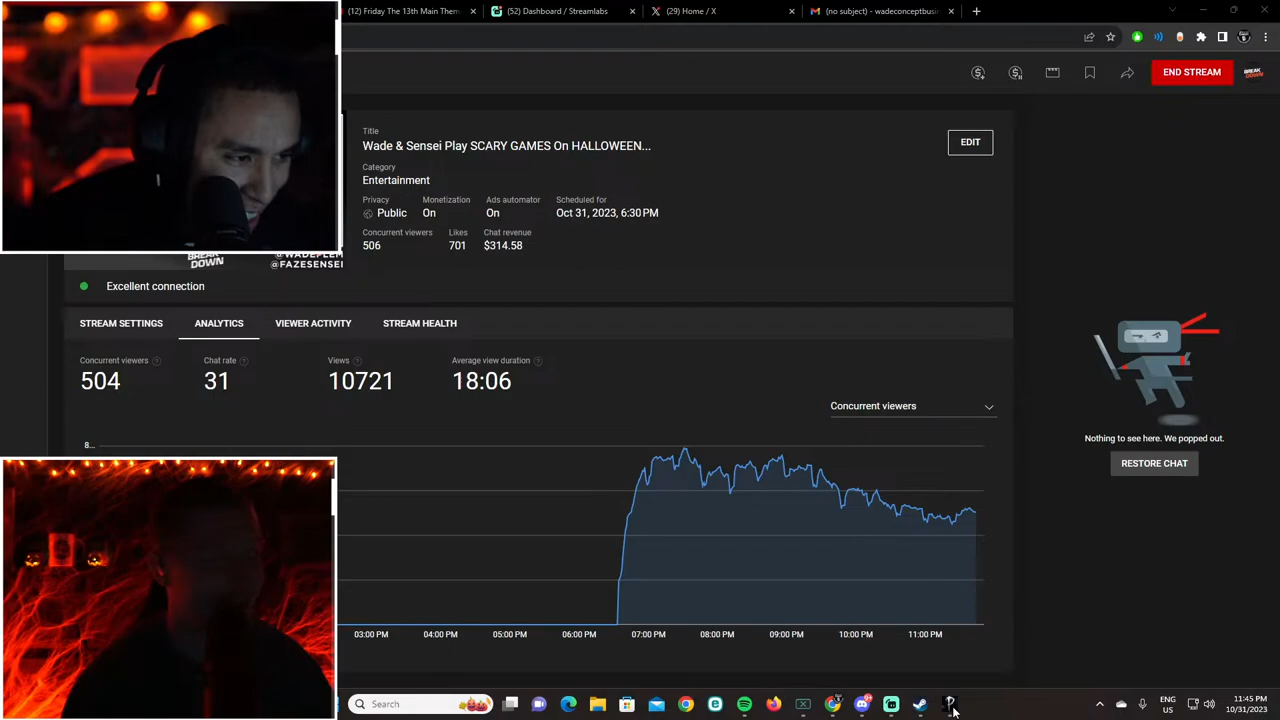 (12) Friday The 13th Main Them
(52) Dashboard / Streamlabs
(29) Home / X
(no subject) - wadeconceptbusi
END STREAM
BREAK DOWN
Title
Wade & Sensei Play SCARY GAMES On HALLOWEEN...
EDIT
Category
Entertainment
Privacy Monetization Ads automator Scheduled for
Public On On Oct 31, 2023, 6:30 PM
Concurrent viewers Likes Chat revenue
506 701 $314.58
BREAK
DOWN
@FAZESENSEI
Excellent connection
STREAM SETTINGS ANALYTICS VIEWER ACTIVITY STREAM HEALTH
Concurrent viewers Chat rate Views Average view duration
504 31 10721 18:06
Concurrent viewers
8...
03:00 PM 04:00 PM 05:00 PM 06:00 PM 07:00 PM 08:00 PM 09:00 PM 10:00 PM 11:00 PM
Nothing to see here. We popped out.
RESTORE CHAT
Search
ENG
US
11:45 PM
10/31/2023